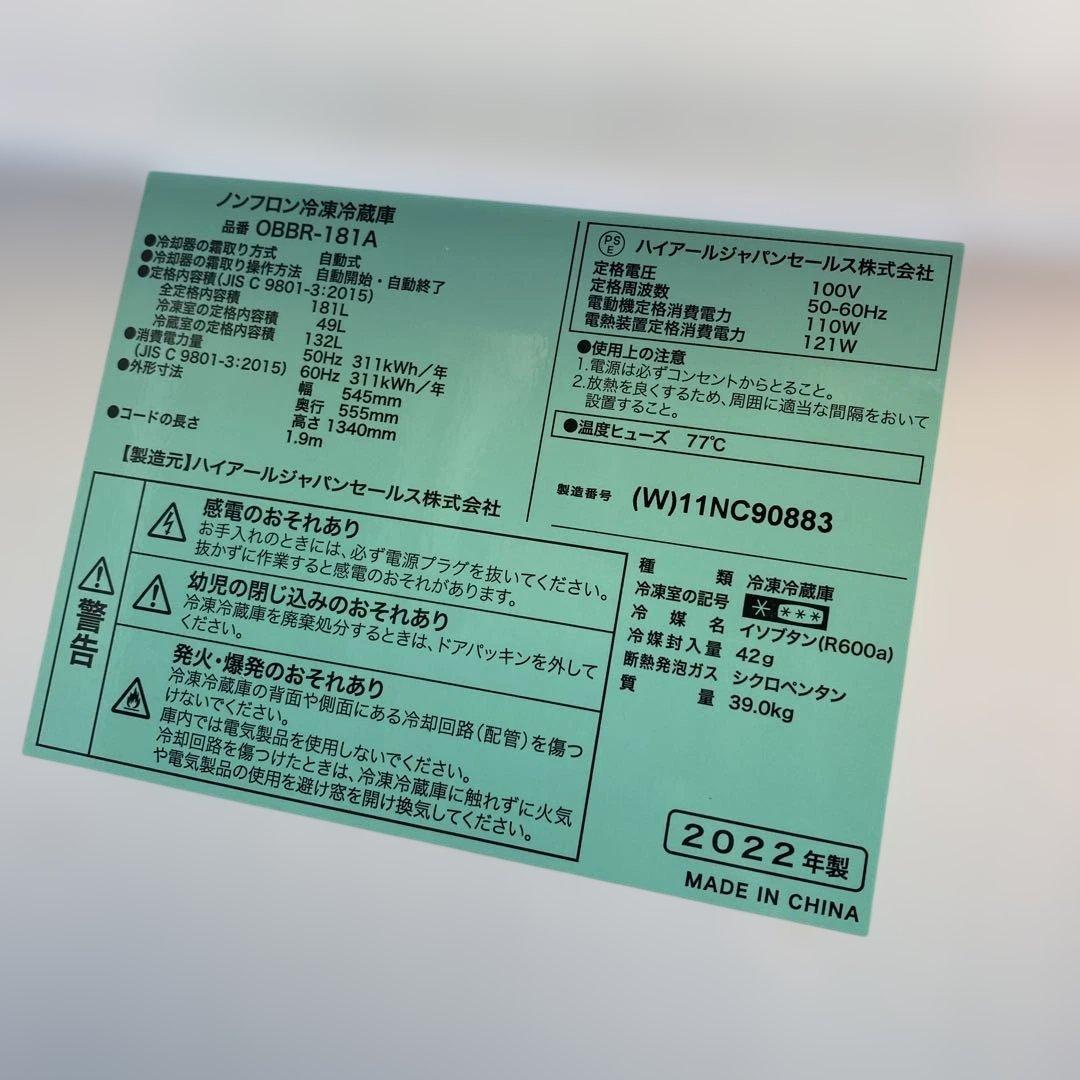 ノンフロン冷凍冷蔵庫
品番 OBBR-181A
●冷却器の霜取り方式 自動式
●冷却器の霜取り操作方法 自動開始・自動終了
●定格内容積(JIS C 9801-3:2015)
全定格内容積 181L
冷凍室の定格内容積 49L
冷蔵室の定格内容積 132L
●消費電力量 50Hz 311kWh/年
(JIS C 9801-3:2015) 60Hz 311kWh/年
●外形寸法 幅 545mm
奥行 555mm
高さ 1340mm
●コードの長さ 1.9m
【製造元】ハイアールジャパンセールス株式会社
警告
感電のおそれあり
お手入れのときには、必ず電源プラグを抜いてください。
抜かずに作業すると感電のおそれがあります。
幼児の閉じ込みのおそれあり
冷凍冷蔵庫を廃棄処分するときは、ドアパッキンを外して
ください。
発火・爆発のおそれあり
冷凍冷蔵庫の背面や側面にある冷却回路(配管)を傷つ
けないでください。
庫内では電気製品を使用しないでください。
冷却回路を傷つけたときは、冷凍冷蔵庫に触れずに火気
や電気製品の使用を避け窓を開け換気してください。
PS
E
ハイアールジャパンセールス株式会社
定格電圧 100V
定格周波数 50-60Hz
電動機定格消費電力 110W
電熱装置定格消費電力 121W
●使用上の注意
1.電源は必ずコンセントからとること。
2.放熱を良くするため、周囲に適当な間隔をおいて
設置すること。
●温度ヒューズ 77℃
製造番号 (W)11NC90883
種類 冷凍冷蔵庫
冷凍室の記号 * ***
冷媒名 イソブタン(R600a)
冷媒封入量 42g
断熱発泡ガス シクロペンタン
質量 39.0kg
2022年製
MADE IN CHINA